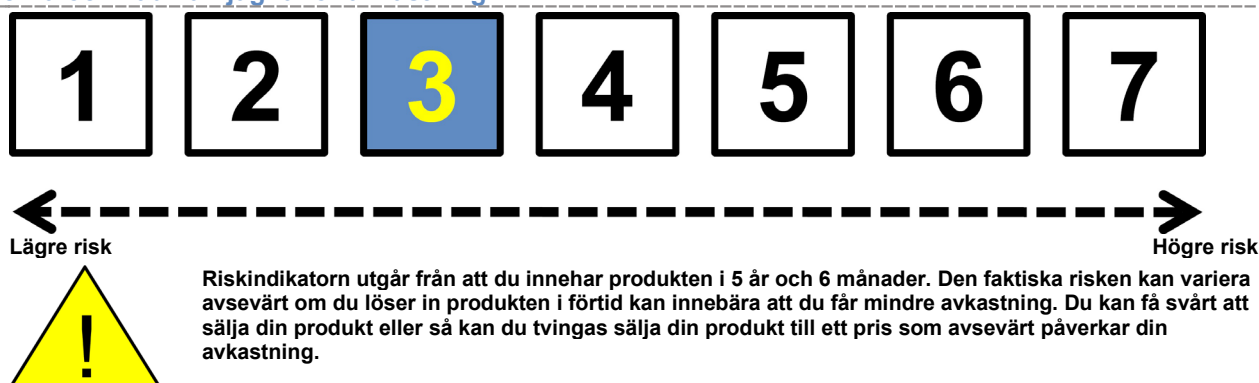 1 2 3 4 5 6 7
Lägre risk Högre risk
Riskindikatorn utgår från att du innehar produkten i 5 år och 6 månader. Den faktiska risken kan variera
avsevärt om du löser in produkten i förtid kan innebära att du får mindre avkastning. Du kan få svårt att
sälja din produkt eller så kan du tvingas sälja din produkt till ett pris som avsevärt påverkar din
avkastning.
!